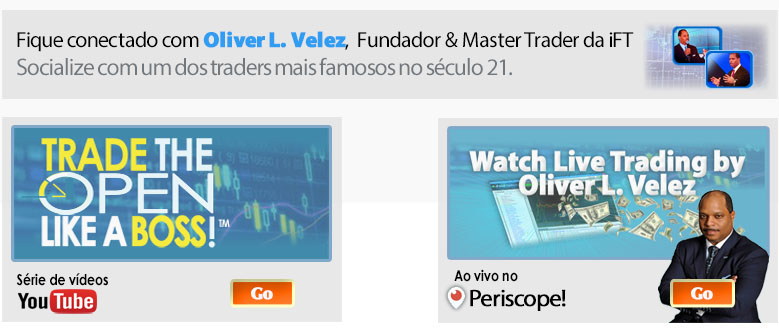 Fique conectado com Oliver L. Velez, Fundador & Master Trader da iFT
Socialize com um dos traders mais famosos no século 21.
TRADE THE
OPEN
LIKE A BOSS!™
Série de vídeos
YouTube
Go
Watch Live Trading by
Oliver L. Velez
Ao vivo no
Periscope!
Go